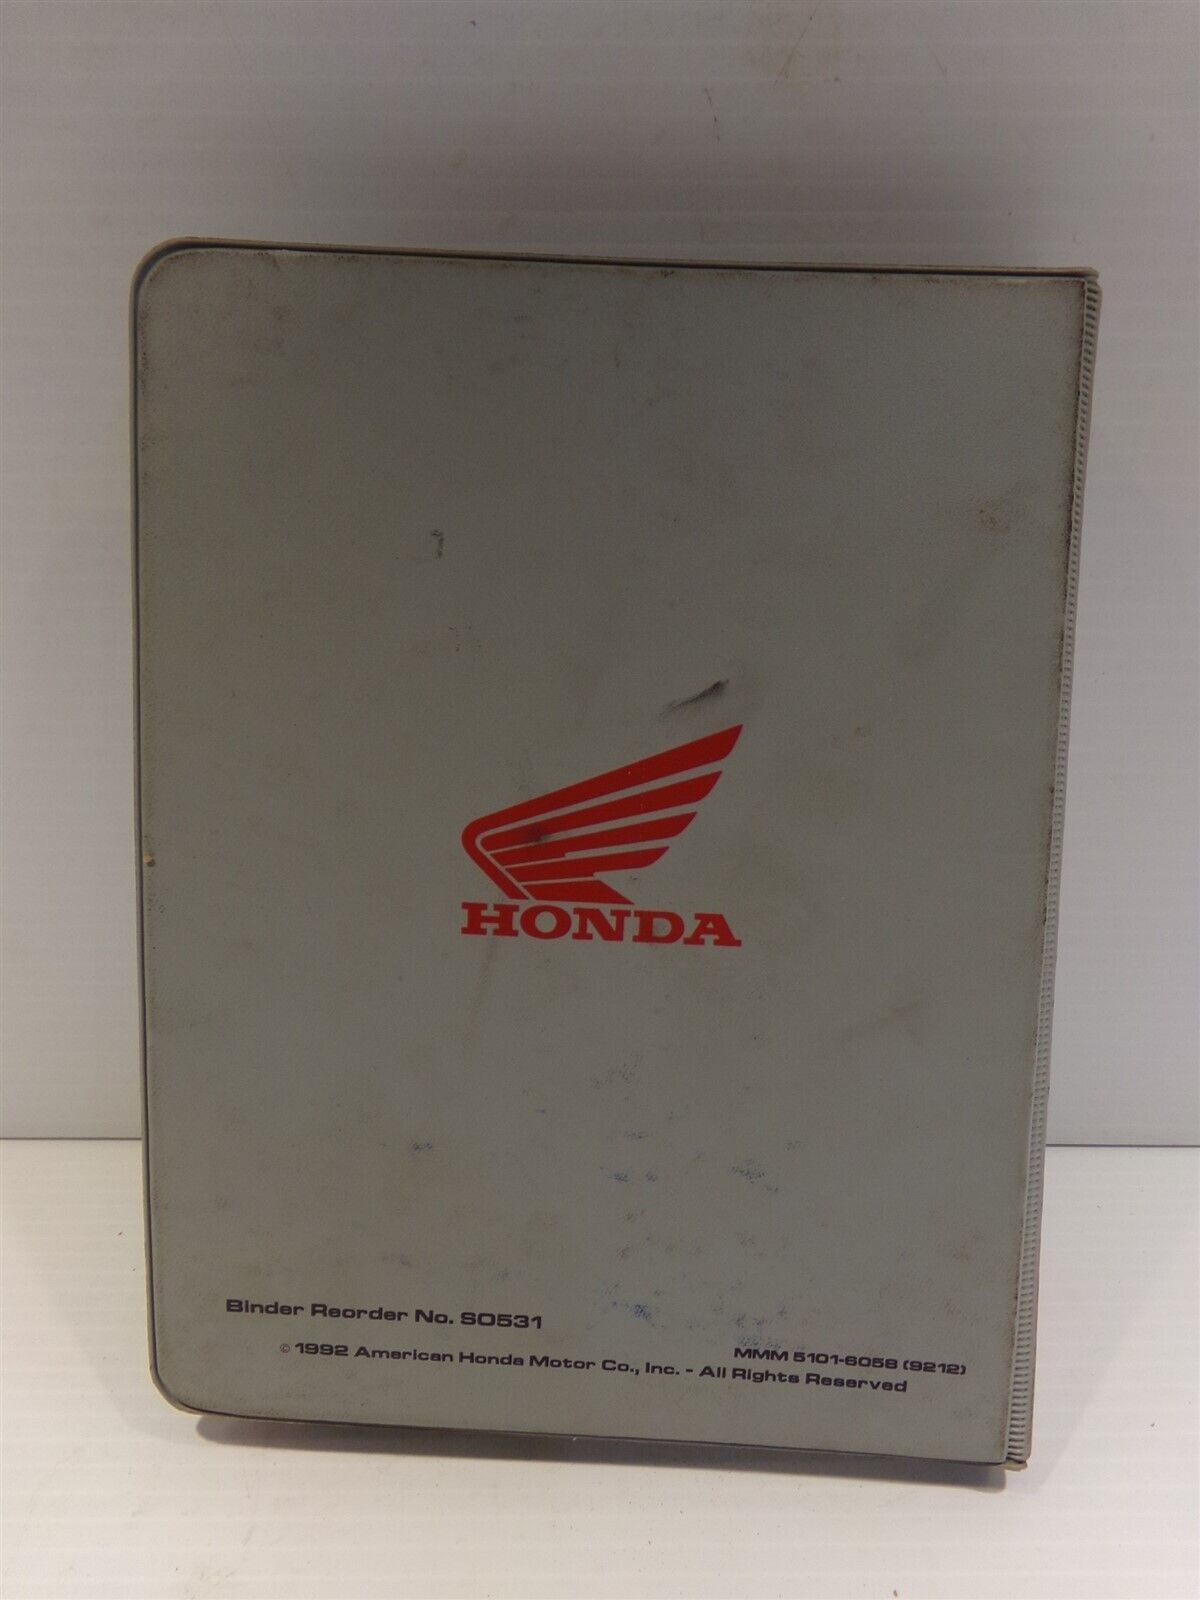 HONDA
Binder Reorder No. S0531
MMM 5101-6058 (9212)
© 1992 American Honda Motor Co., Inc. - All Rights Reserved